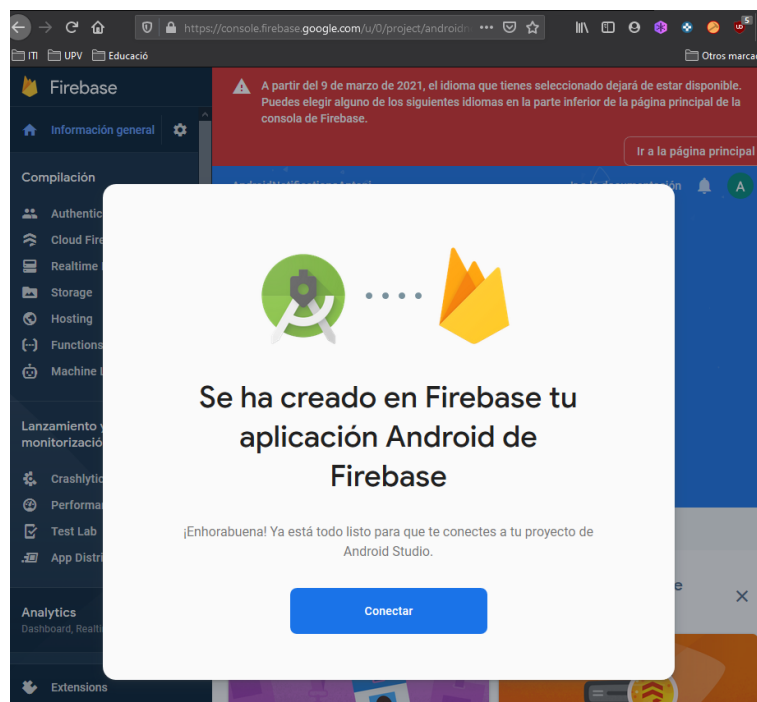 https://console.firebase.google.com/u/0/project/androidn
ITI UPV Educació Otros marca
Firebase
A partir del 9 de marzo de 2021, el idioma que tienes seleccionado dejará de estar disponible.
Puedes elegir alguno de los siguientes idiomas en la parte inferior de la página principal de la
consola de Firebase.
Ir a la página principal
Información general
Compilación
Authentic
Cloud Fire
Realtime
Storage
Hosting
Functions
Machine L
Lanzamiento y
monitorizació
Crashlytic
Performa
Test Lab
App Distri
Analytics
Dashboard, Realti
Extensions
A
Se ha creado en Firebase tu
aplicación Android de
Firebase
¡Enhorabuena! Ya está todo listo para que te conectes a tu proyecto de
Android Studio.
Conectar